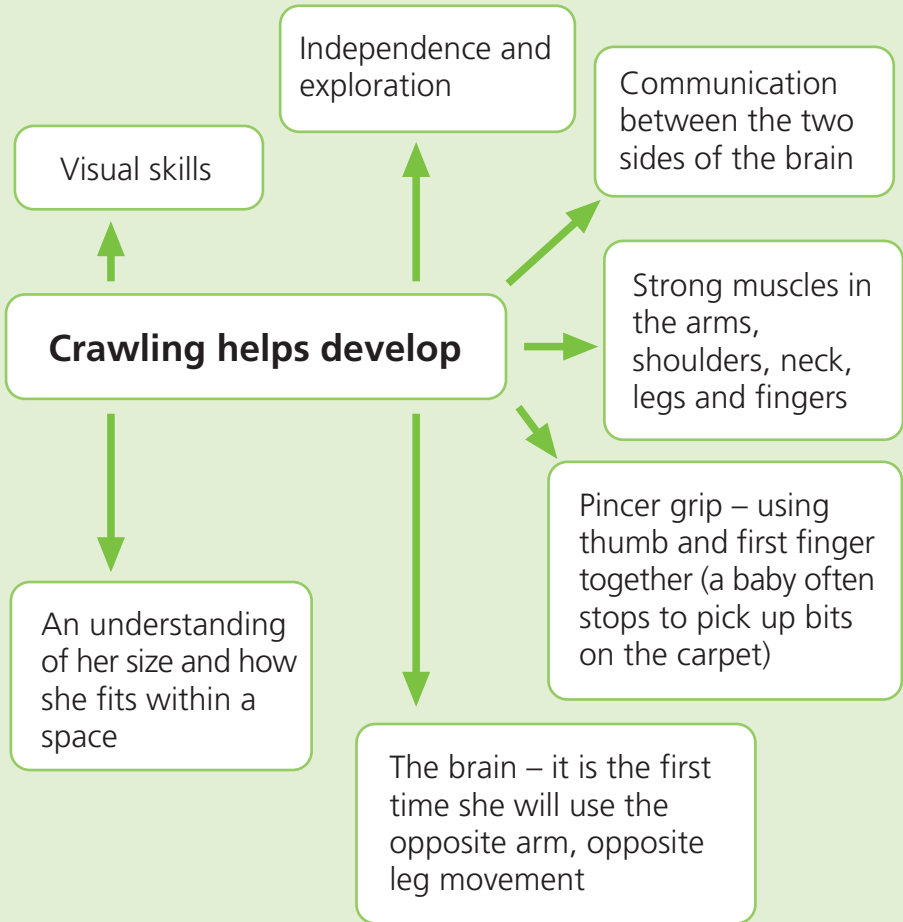 Independence and
exploration
Communication
between the two
sides of the brain
Visual skills
Strong muscles in
the arms,
shoulders, neck,
legs and fingers
Crawling helps develop
Pincer grip – using
thumb and first finger
together (a baby often
stops to pick up bits
on the carpet)
An understanding
of her size and how
she fits within a
space
The brain – it is the first
time she will use the
opposite arm, opposite
leg movement